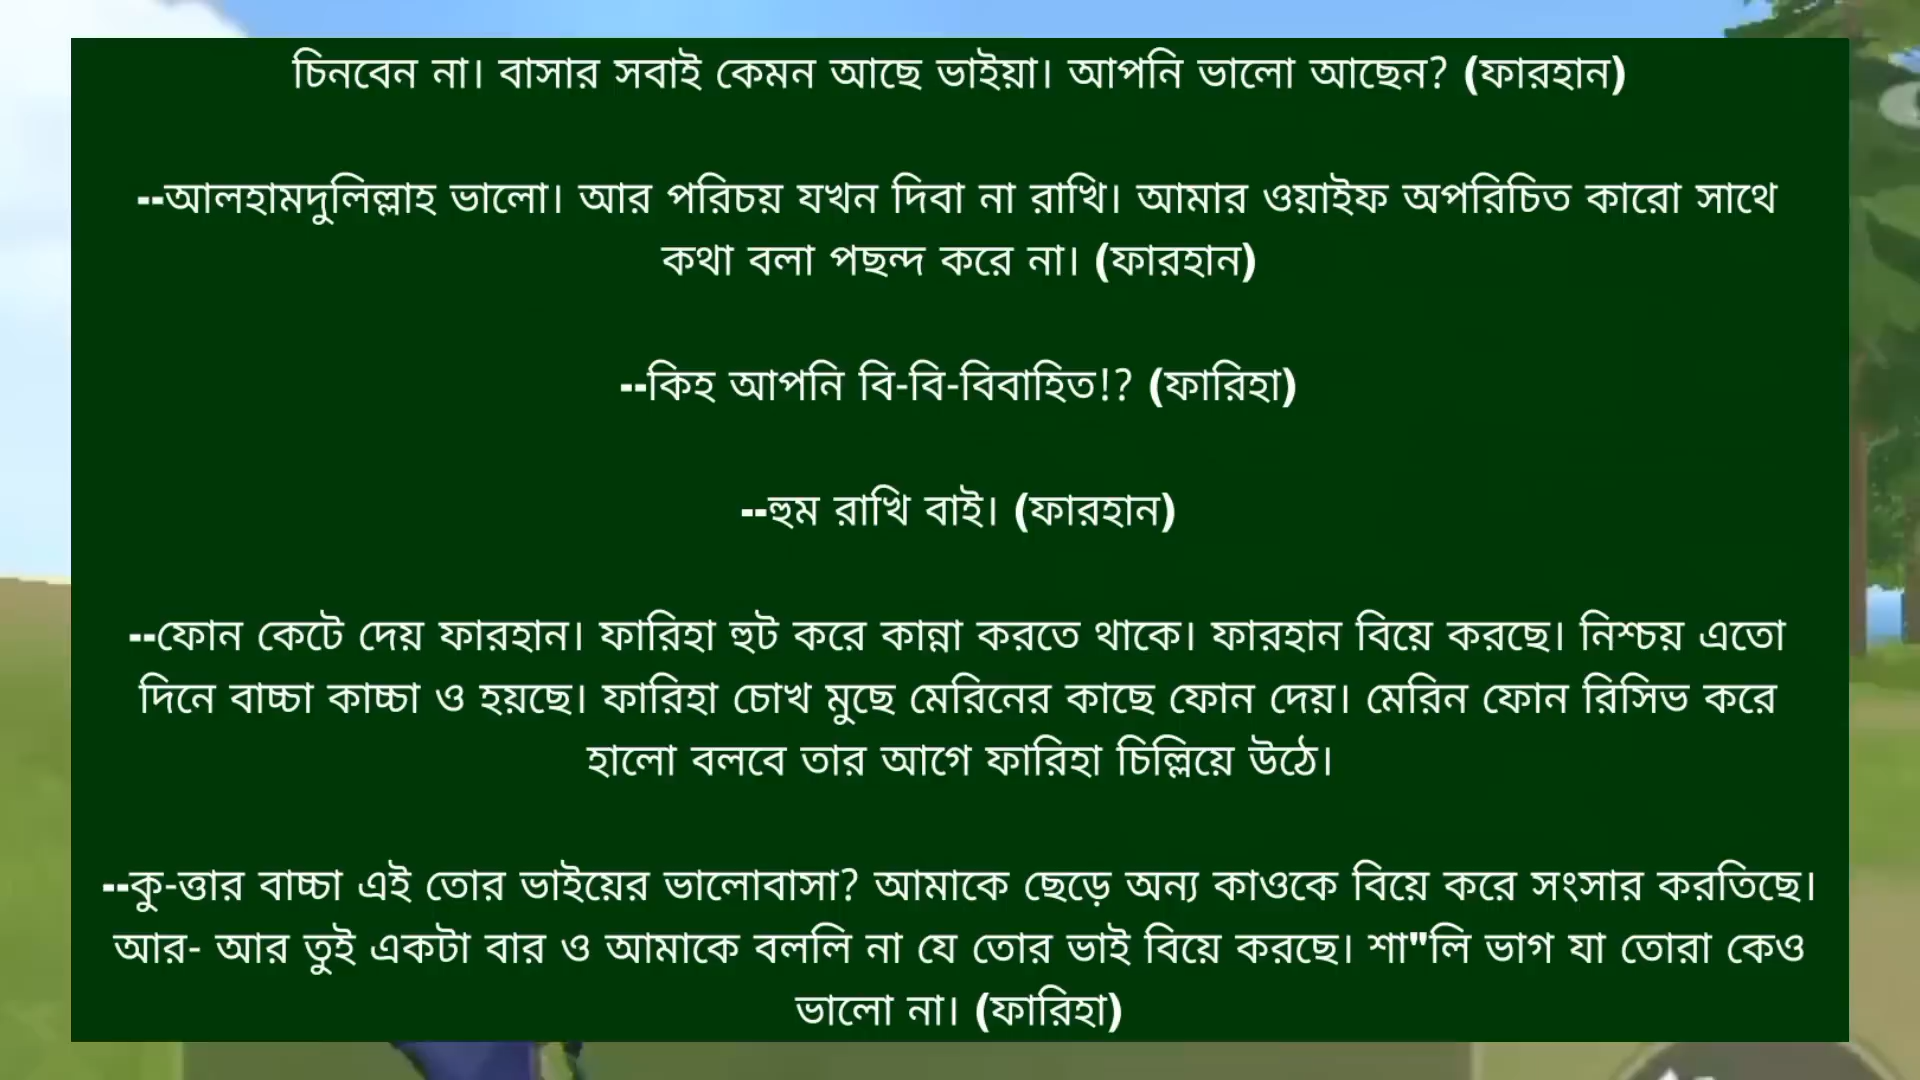 চিনবেন না। বাসার সবাই কেমন আছে ভাইয়া। আপনি ভালো আছেন? (ফারহান)
--আলহামদুলিল্লাহ ভালো। আর পরিচয় যখন দিবা না রাখি। আমার ওয়াইফ অপরিচিত কারো সাথে
কথা বলা পছন্দ করে না। (ফারহান)
--কিহ আপনি বি-বি-বিবাহিত!? (ফারিহা)
--হুম রাখি বাই। (ফারহান)
--ফোন কেটে দেয় ফারহান। ফারিহা হুট করে কান্না করতে থাকে। ফারহান বিয়ে করছে। নিশ্চয় এতো
দিনে বাচ্চা কাচ্চা ও হয়ছে। ফারিহা চোখ মুছে মেরিনের কাছে ফোন দেয়। মেরিন ফোন রিসিভ করে
হালো বলবে তার আগে ফারিহা চিল্লিয়ে উঠে।
--কু-ত্তার বাচ্চা এই তোর ভাইয়ের ভালোবাসা? আমাকে ছেড়ে অন্য কাওকে বিয়ে করে সংসার করতিছে।
আর- আর তুই একটা বার ও আমাকে বললি না যে তোর ভাই বিয়ে করছে। শা"লি ভাগ যা তোরা কেও
ভালো না। (ফারিহা)